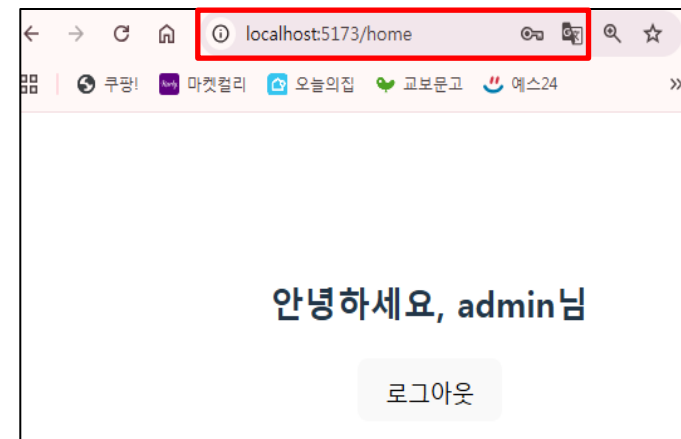 localhost:5173/home
쿠팡! 마켓컬리 오늘의집 교보문고 예스24
안녕하세요, admin님
로그아웃